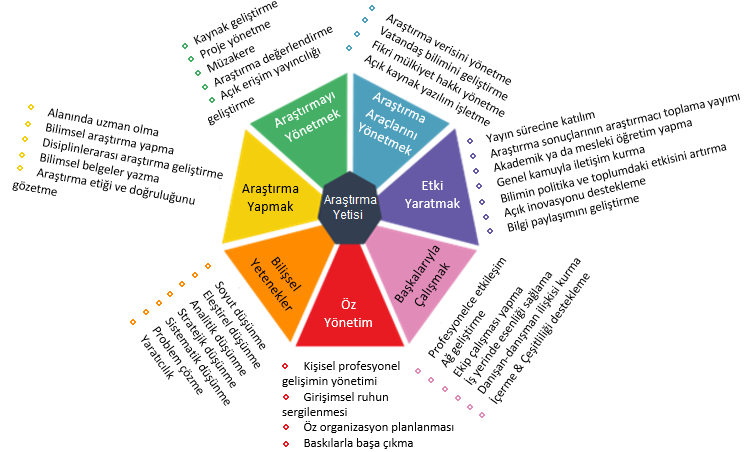 Kaynak geliştirme
Proje yönetme
Müzakere
Araştırma değerlendirme
Açık erişim yayıncılığı
geliştirme
Araştırma verisini yönetme
Vatandaş bilimini geliştirme
Fikri mülkiyet hakkı yönetme
Açık kaynak yazılım işletme
Alanında uzman olma
Bilimsel araştırma yapma
Disiplinlerarası araştırma geliştirme
Bilimsel belgeler yazma
Araştırma etiği ve doğruluğunu
gözetme
Araştırmayı
Yönetmek
Araştırma
Araçlarını
Yönetmek
Yayın sürecine katılım
Araştırma sonuçlarının araştırmacı toplama yayımı
Akademik ya da mesleki öğretim yapma
Genel kamuyla iletişim kurma
Bilimin politika ve toplumdaki etkisini artırma
Açık inovasyonu destekleme
Bilgi paylaşımını geliştirme
Araştırma
Yapmak
Araştırma
Yetisi
Etki
Yaratmak
Bilişsel
Yetenekler
Öz
Yönetim
Başkalarıyla
Çalışmak
Soyut düşünme
Eleştirel düşünme
Analitik düşünme
Stratejik düşünme
Sistematik düşünme
Problem çözme
Yaratıcılık
Kişisel profesyonel
gelişimin yönetimi
Girişimsel ruhun
sergilenmesi
Öz organizasyon planlanması
Baskılarla başa çıkma
Profesyonelce etkileşim
Ağ geliştirme
Ekip çalışması yapma
İş yerinde esenliği sağlama
Danışan-danışman ilişkisi kurma
İçerme & Çeşitliliği destekleme